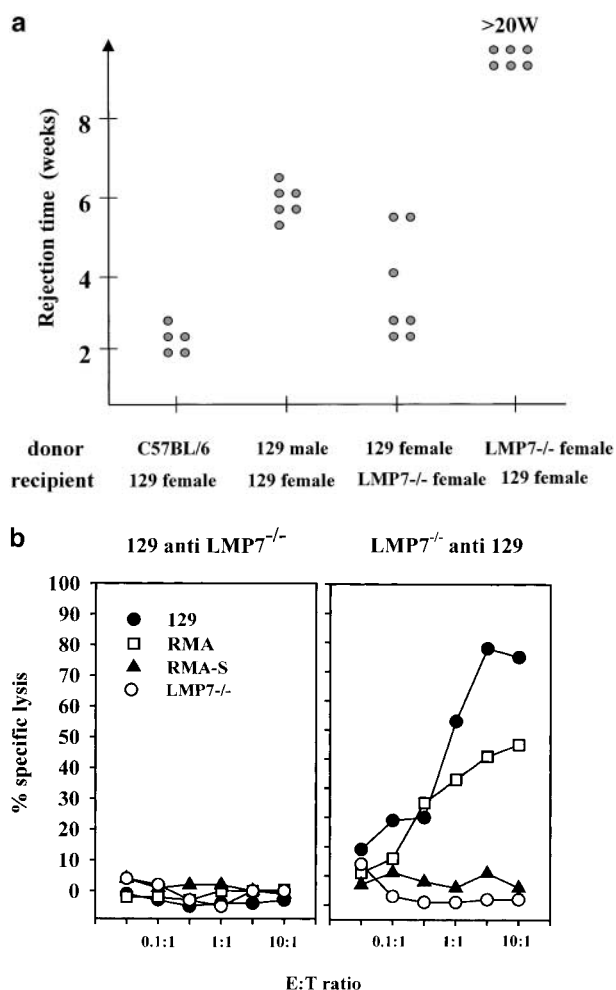 a
>20W
Rejection time (weeks)
8
6
4
2
donor C57BL/6 129 male 129 female LMP7-/- female
recipient 129 female 129 female LMP7-/- female 129 female
b
129 anti LMP7-/- LMP7-/- anti 129
% specific lysis
100
90
80
70
60
50
40
30
20
10
0
129
RMA
RMA-S
LMP7-/-
0.1:1 1:1 10:1 0.1:1 1:1 10:1
E:T ratio